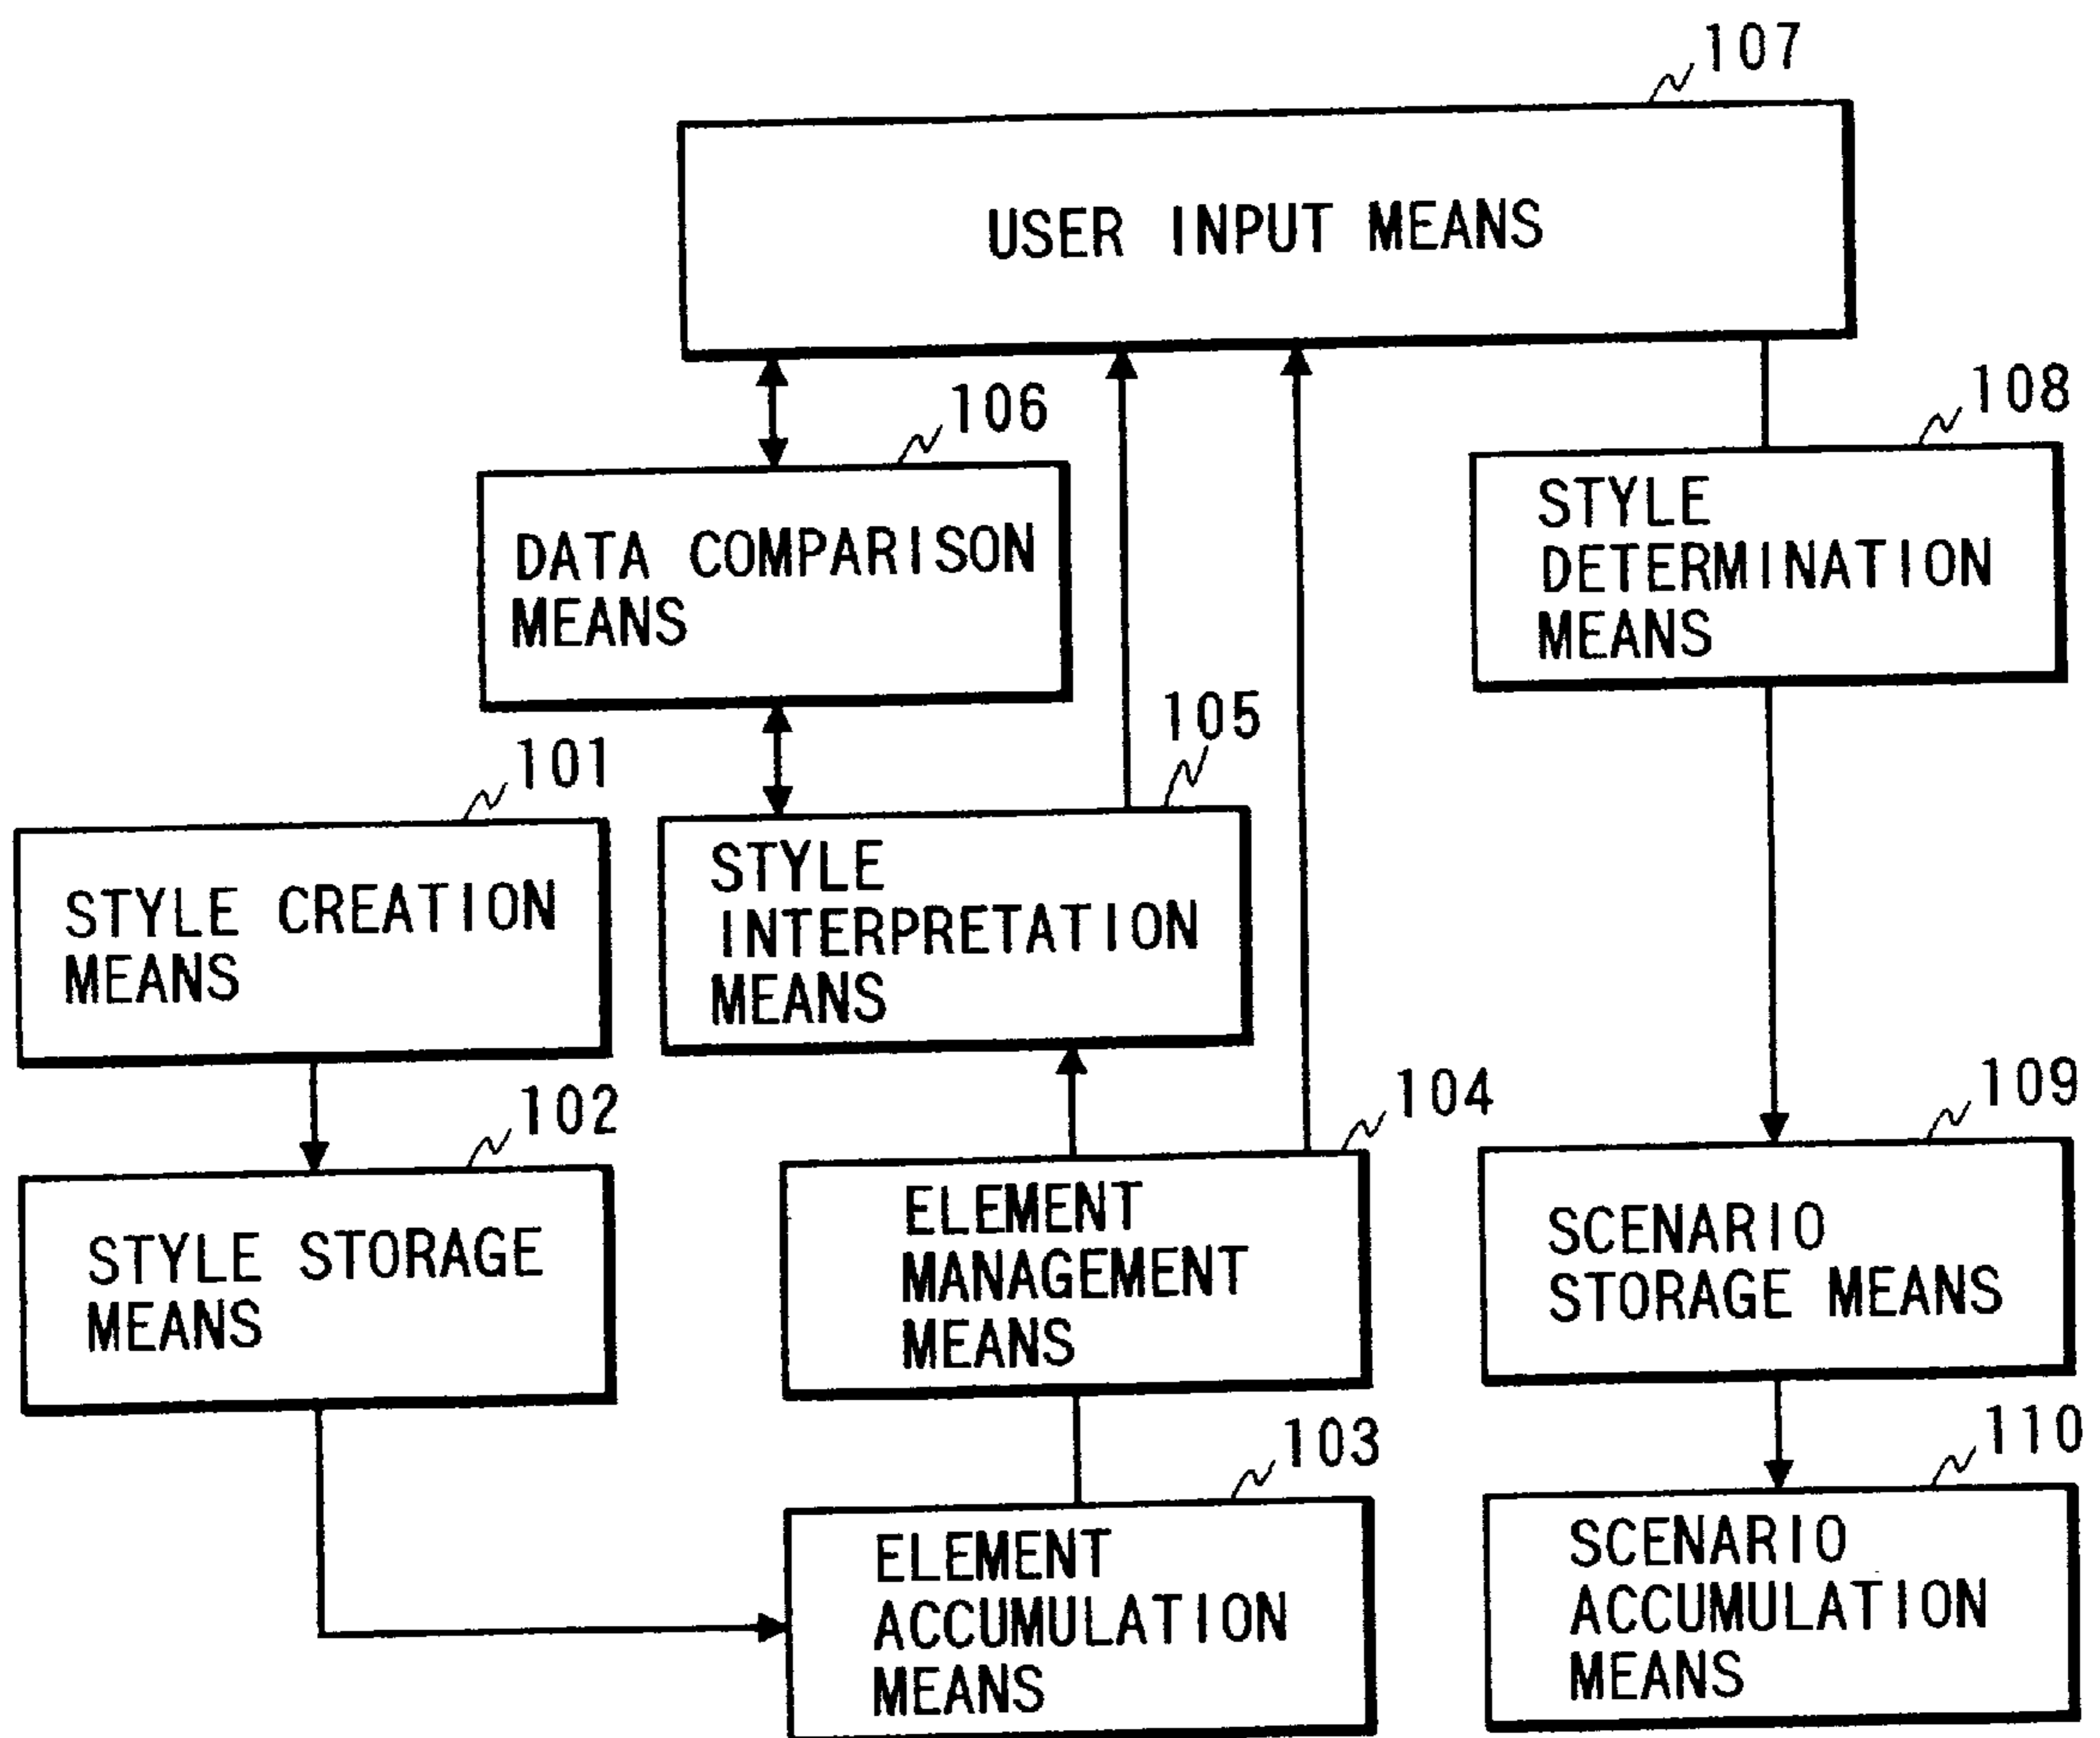 107
USER INPUT MEANS
106
DATA COMPARISON
MEANS
108
STYLE
DETERMINATION
MEANS
101
STYLE CREATION
MEANS
105
STYLE
INTERPRETATION
MEANS
102
STYLE STORAGE
MEANS
104
ELEMENT
MANAGEMENT
MEANS
109
SCENARIO
STORAGE MEANS
103
ELEMENT
ACCUMULATION
MEANS
110
SCENARIO
ACCUMULATION
MEANS